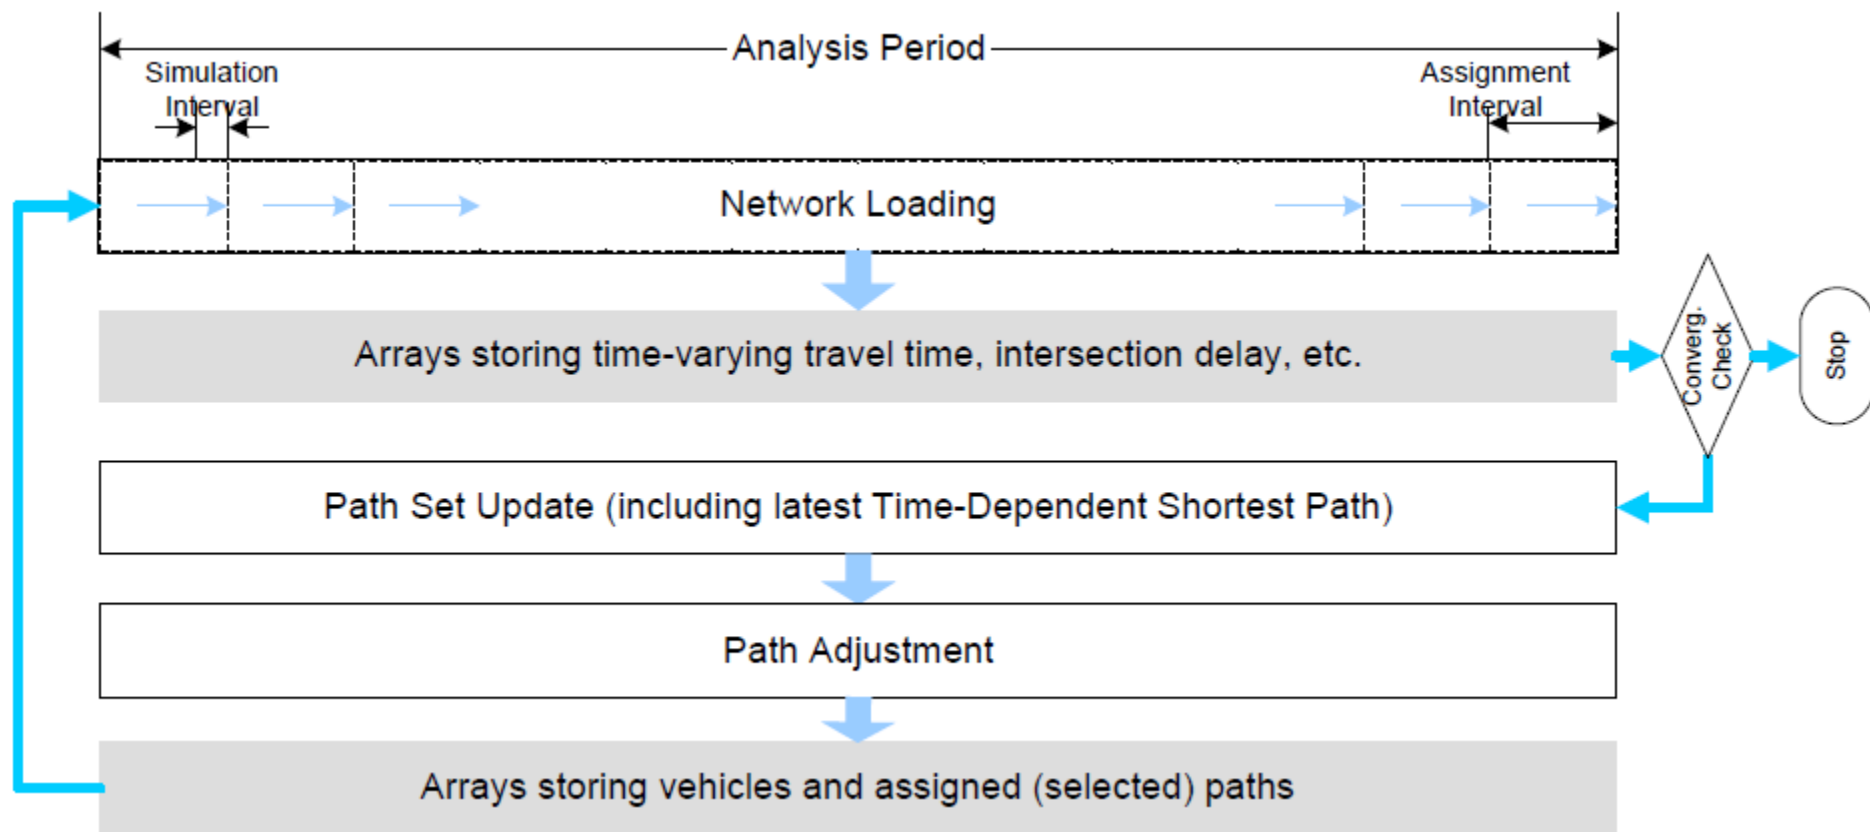 Analysis Period
Simulation
Interval
Assignment
Interval
Network Loading
Arrays storing time-varying travel time, intersection delay, etc.
Converg.
Check
Stop
Path Set Update (including latest Time-Dependent Shortest Path)
Path Adjustment
Arrays storing vehicles and assigned (selected) paths